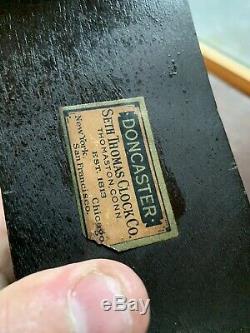 DONCASTER
SETH THOMAS CLOCK CO.
THOMASTON, CONN.
EST. 1813
New York, Chicago
San Francisco